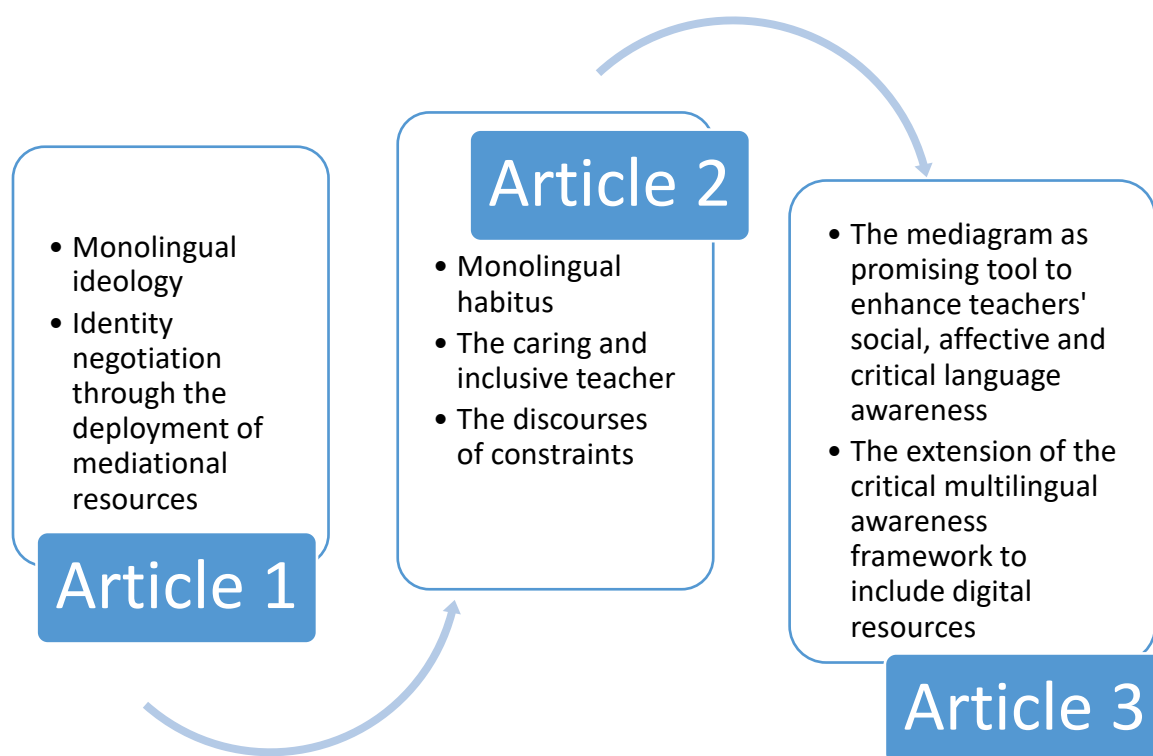 • Monolingual
ideology
• Identity
negotiation
through the
deployment of
mediational
resources
Article 1
Article 2
• Monolingual
habitus
• The caring and
inclusive teacher
• The discourses
of constraints
• The mediagram as
promising tool to
enhance teachers'
social, affective and
critical language
awareness
• The extension of the
critical multilingual
awareness
framework to
include digital
resources
Article 3